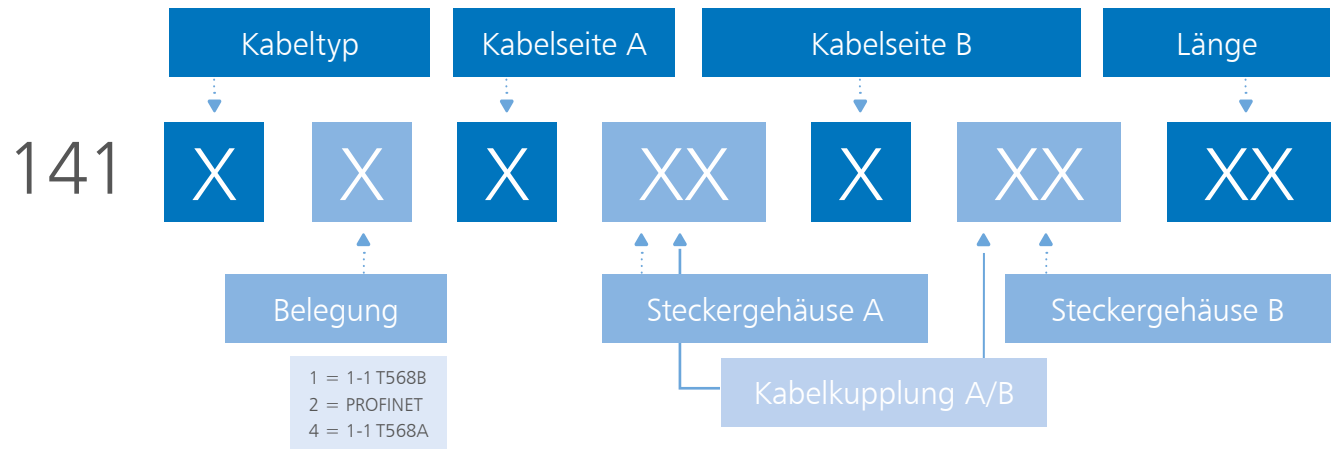 Kabeltyp
Kabelseite A
Kabelseite B
Länge
141 X X X XX X XX XX
Belegung
Steckergehäuse A
Steckergehäuse B
1 = 1-1 T568B
2 = PROFINET
4 = 1-1 T568A
Kabelkupplung A/B